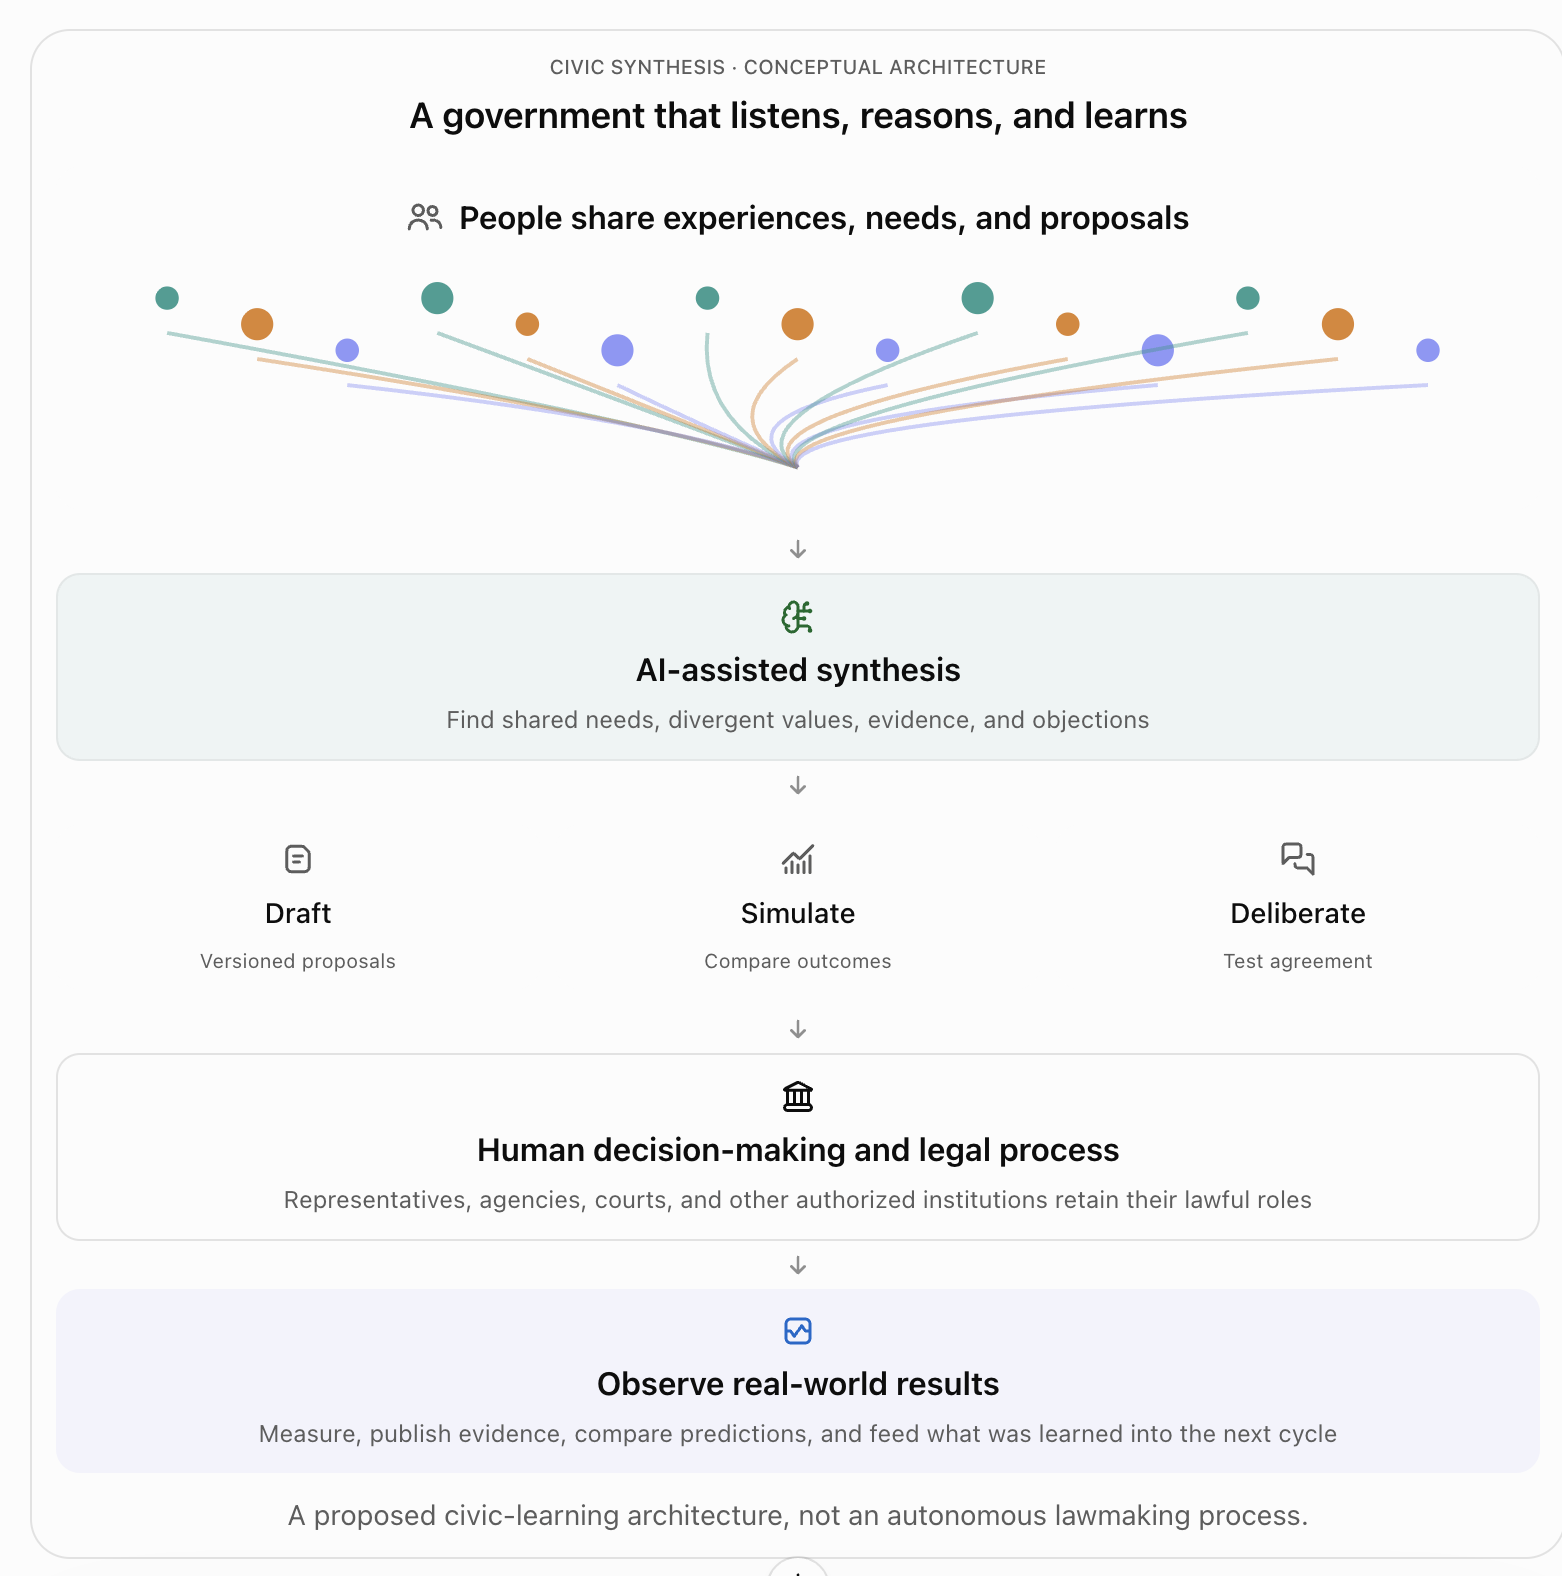 CIVIC SYNTHESIS · CONCEPTUAL ARCHITECTURE
A government that listens, reasons, and learns
People share experiences, needs, and proposals
AI-assisted synthesis
Find shared needs, divergent values, evidence, and objections
Draft
Versioned proposals
Simulate
Compare outcomes
Deliberate
Test agreement
Human decision-making and legal process
Representatives, agencies, courts, and other authorized institutions retain their lawful roles
Observe real-world results
Measure, publish evidence, compare predictions, and feed what was learned into the next cycle
A proposed civic-learning architecture, not an autonomous lawmaking process.